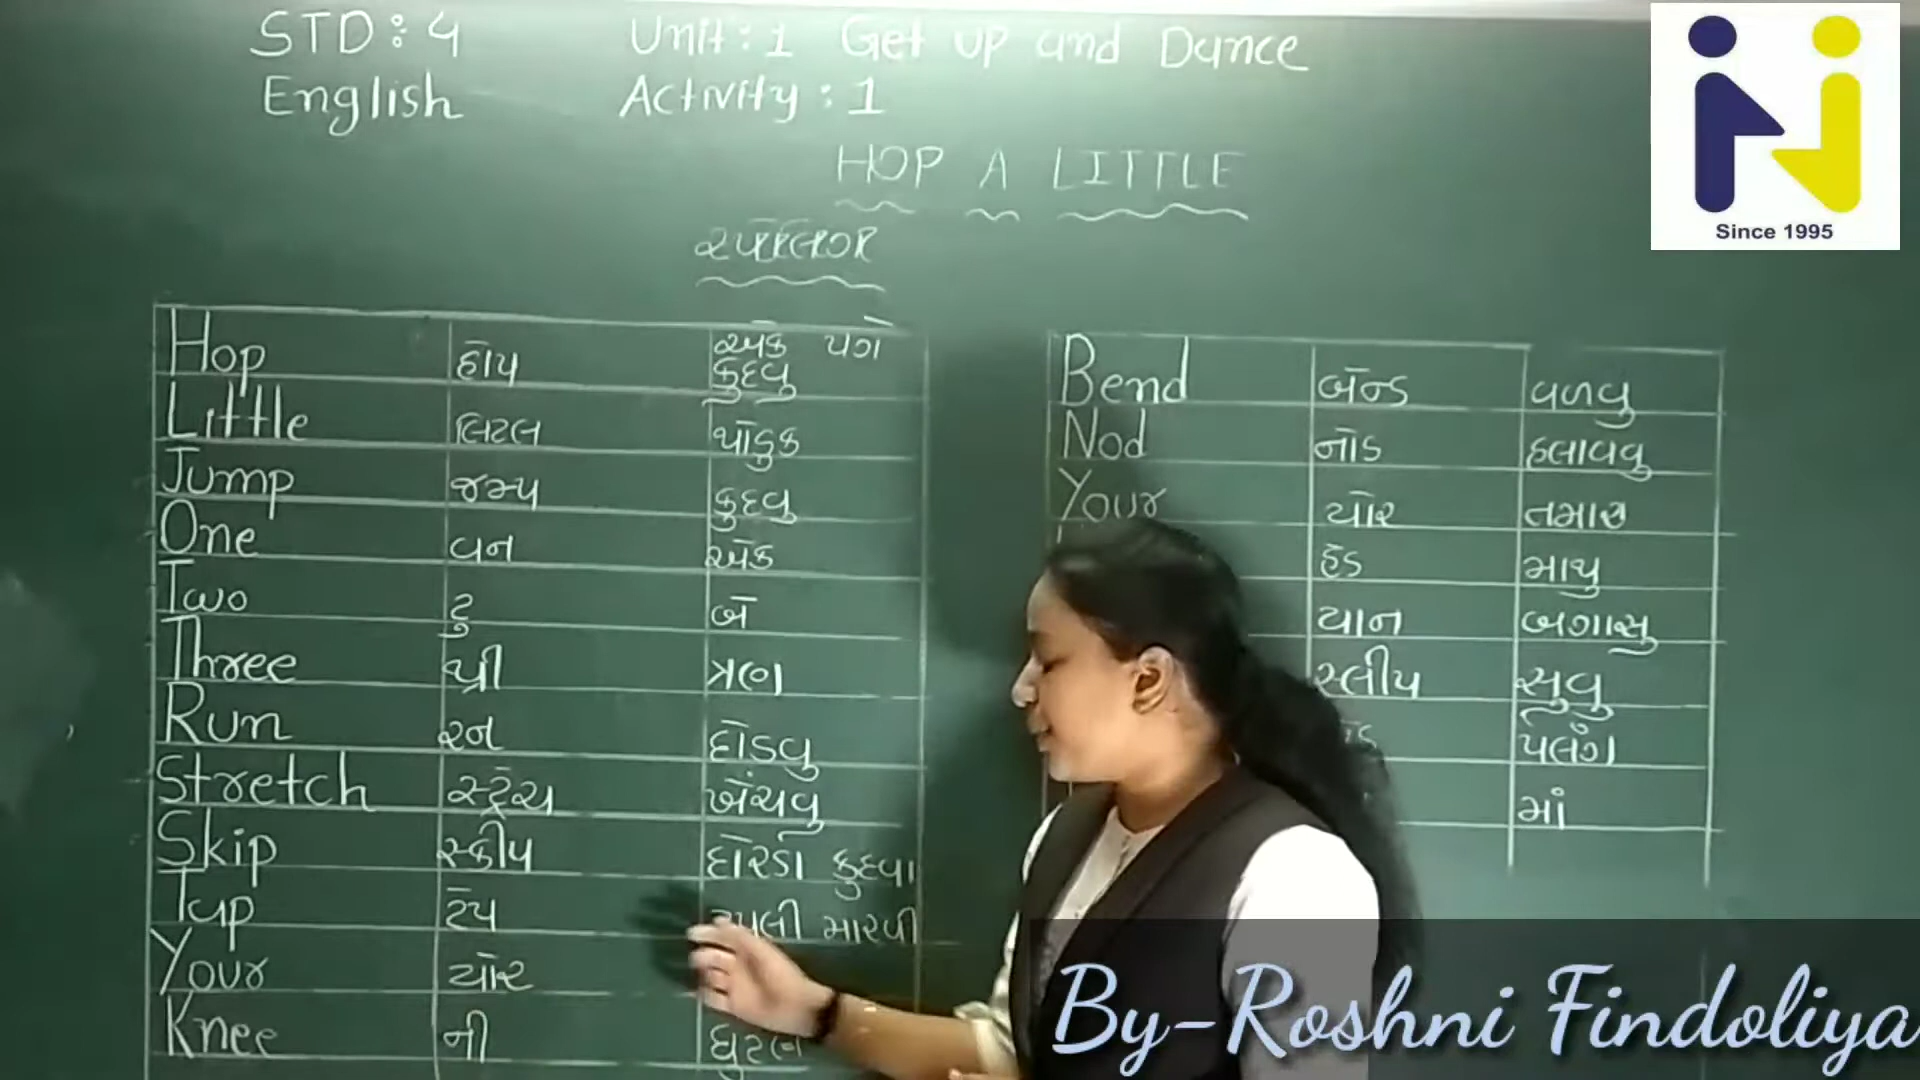 STD : 4 Unit : 1 Get up and Dance
English Activity : 1
HOP A LITTLE
Since 1995
Hop હોપ એક પગે કુદવુ
Little લિટલ થોડુક
Jump જમ્પ કુદવુ
One વન એક
Two ટુ બે
Three થ્રી ત્રણ
Run રન દોડવુ
Stretch સ્ટ્રેચ ખેંચવુ
Skip સ્કીપ દોરડા કુદવા
Tap ટેપ મારવી
Your યોર
Knee ની
Bend બેન્ડ વળવુ
Nod નોડ હલાવવુ
Your યોર તમારુ
હેડ માથુ
યોન બગાસુ
સ્લીપ સુવુ
પલંગ
માં
By-Roshni Findoliya